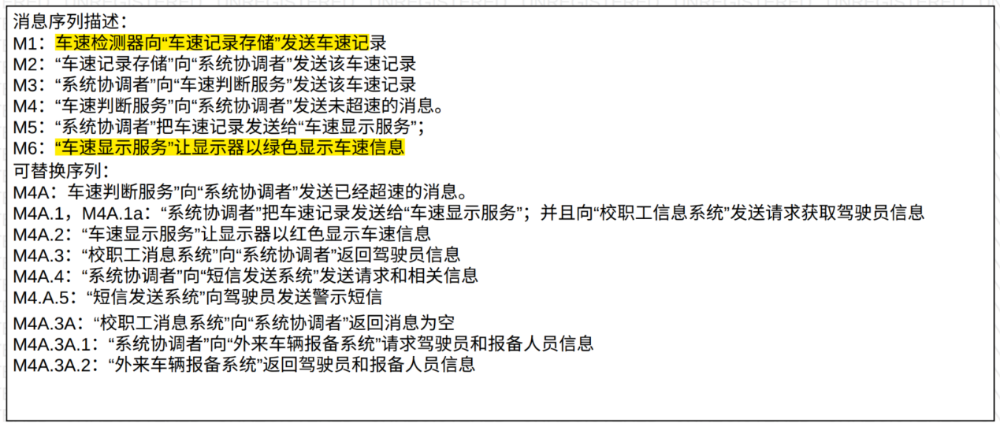 UNREGISTERED UNREGISTERED UNREGISTERED UNREGISTERED UNREGISTERED
消息序列描述：
M1：车速检测器向“车速记录存储”发送车速记录
M2：“车速记录存储”向“系统协调者”发送该车速记录
M3：“系统协调者”向“车速判断服务”发送该车速记录
M4：“车速判断服务”向“系统协调者”发送未超速的消息。
M5：“系统协调者”把车速记录发送给“车速显示服务”；
M6：“车速显示服务”让显示器以绿色显示车速信息
可替换序列：
M4A：车速判断服务”向“系统协调者”发送已经超速的消息。
M4A.1，M4A.1a：“系统协调者”把车速记录发送给“车速显示服务”；并且向“校职工信息系统”发送请求获取驾驶员信息
M4A.2：“车速显示服务”让显示器以红色显示车速信息
M4A.3：“校职工消息系统”向“系统协调者”返回驾驶员信息
M4A.4：“系统协调者”向“短信发送系统”发送请求和相关信息
M4.A.5：“短信发送系统”向驾驶员发送警示短信
M4A.3A：“校职工消息系统”向“系统协调者”返回消息为空
M4A.3A.1：“系统协调者”向“外来车辆报备系统”请求驾驶员和报备人员信息
M4A.3A.2：“外来车辆报备系统”返回驾驶员和报备人员信息